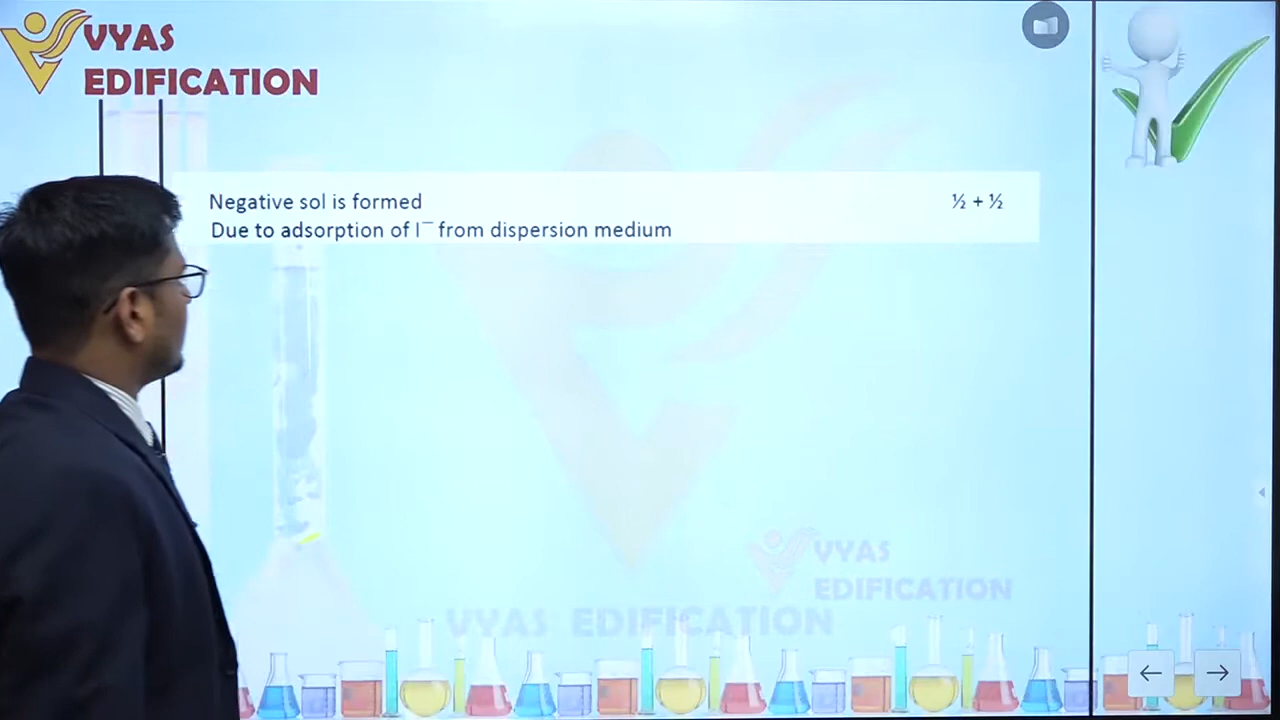 VYAS
EDIFICATION
Negative sol is formed ½ + ½
Due to adsorption of I⁻ from dispersion medium
VYAS
EDIFICATION
VYAS EDIFICATION